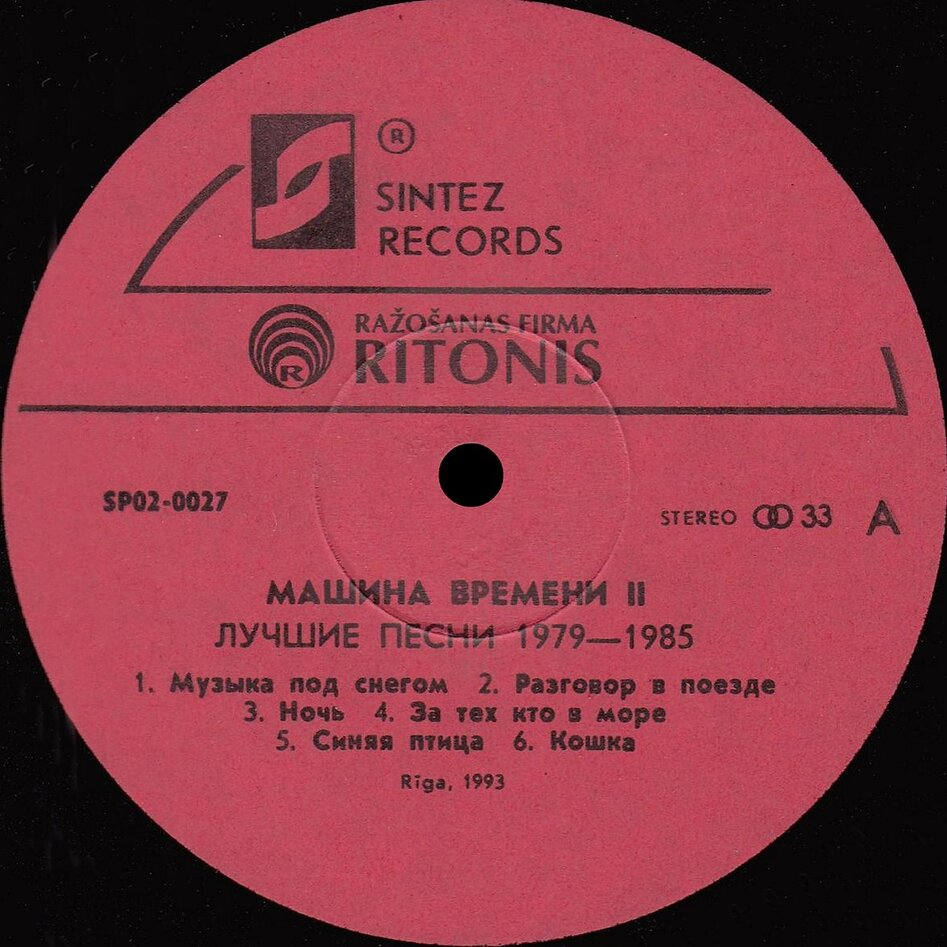 ®
SINTEZ
RECORDS
RAŽOŠANAS FIRMA
RITONIS
R
SP02-0027
STEREO 33 A
МАШИНА ВРЕМЕНИ II
ЛУЧШИЕ ПЕСНИ 1979—1985
1. Музыка под снегом 2. Разговор в поезде
3. Ночь 4. За тех кто в море
5. Синяя птица 6. Кошка
Rīga, 1993